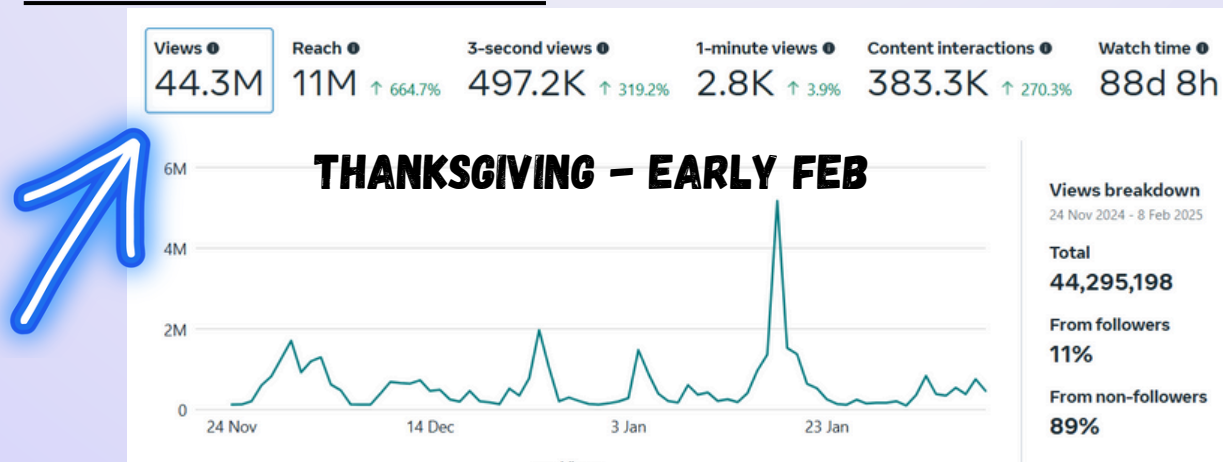 Views Reach 3-second views 1-minute views Content interactions Watch time
44.3M 11M ↑ 664.7% 497.2K ↑ 319.2% 2.8K ↑ 3.9% 383.3K ↑ 270.3% 88d 8h
THANKSGIVING – EARLY FEB
6M
4M
2M
0
24 Nov 14 Dec 3 Jan 23 Jan
Views breakdown
24 Nov 2024 - 8 Feb 2025
Total
44,295,198
From followers
11%
From non-followers
89%